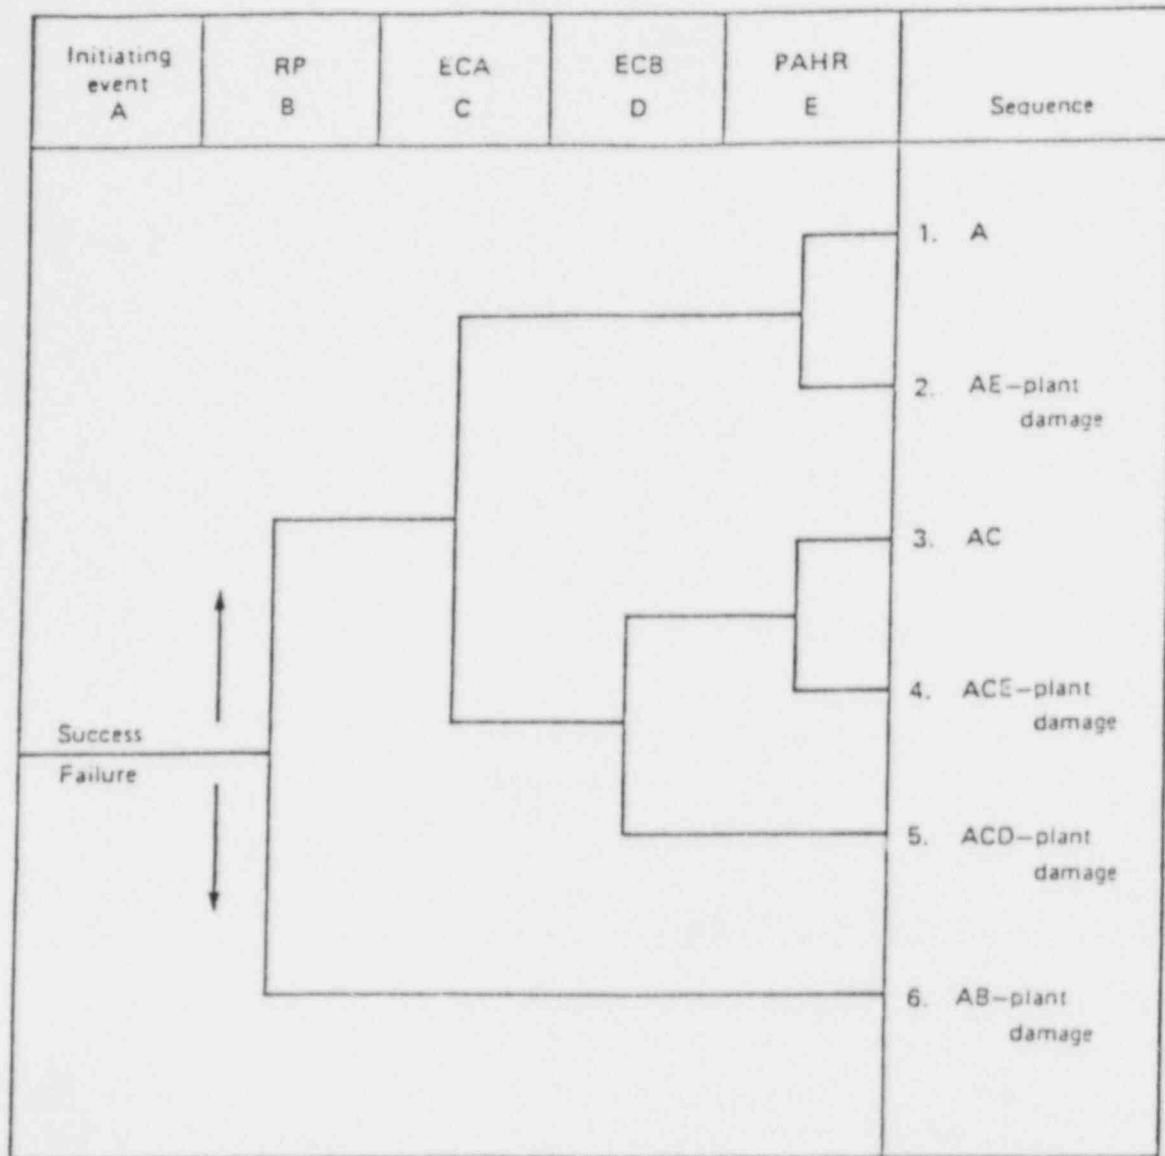 Initiating
event
A
RP
B
ECA
C
ECB
D
PAHR
E
Sequence
1. A
2. AE—plant
damage
3. AC
4. ACE—plant
damage
Success
Failure
5. ACD—plant
damage
6. AB—plant
damage